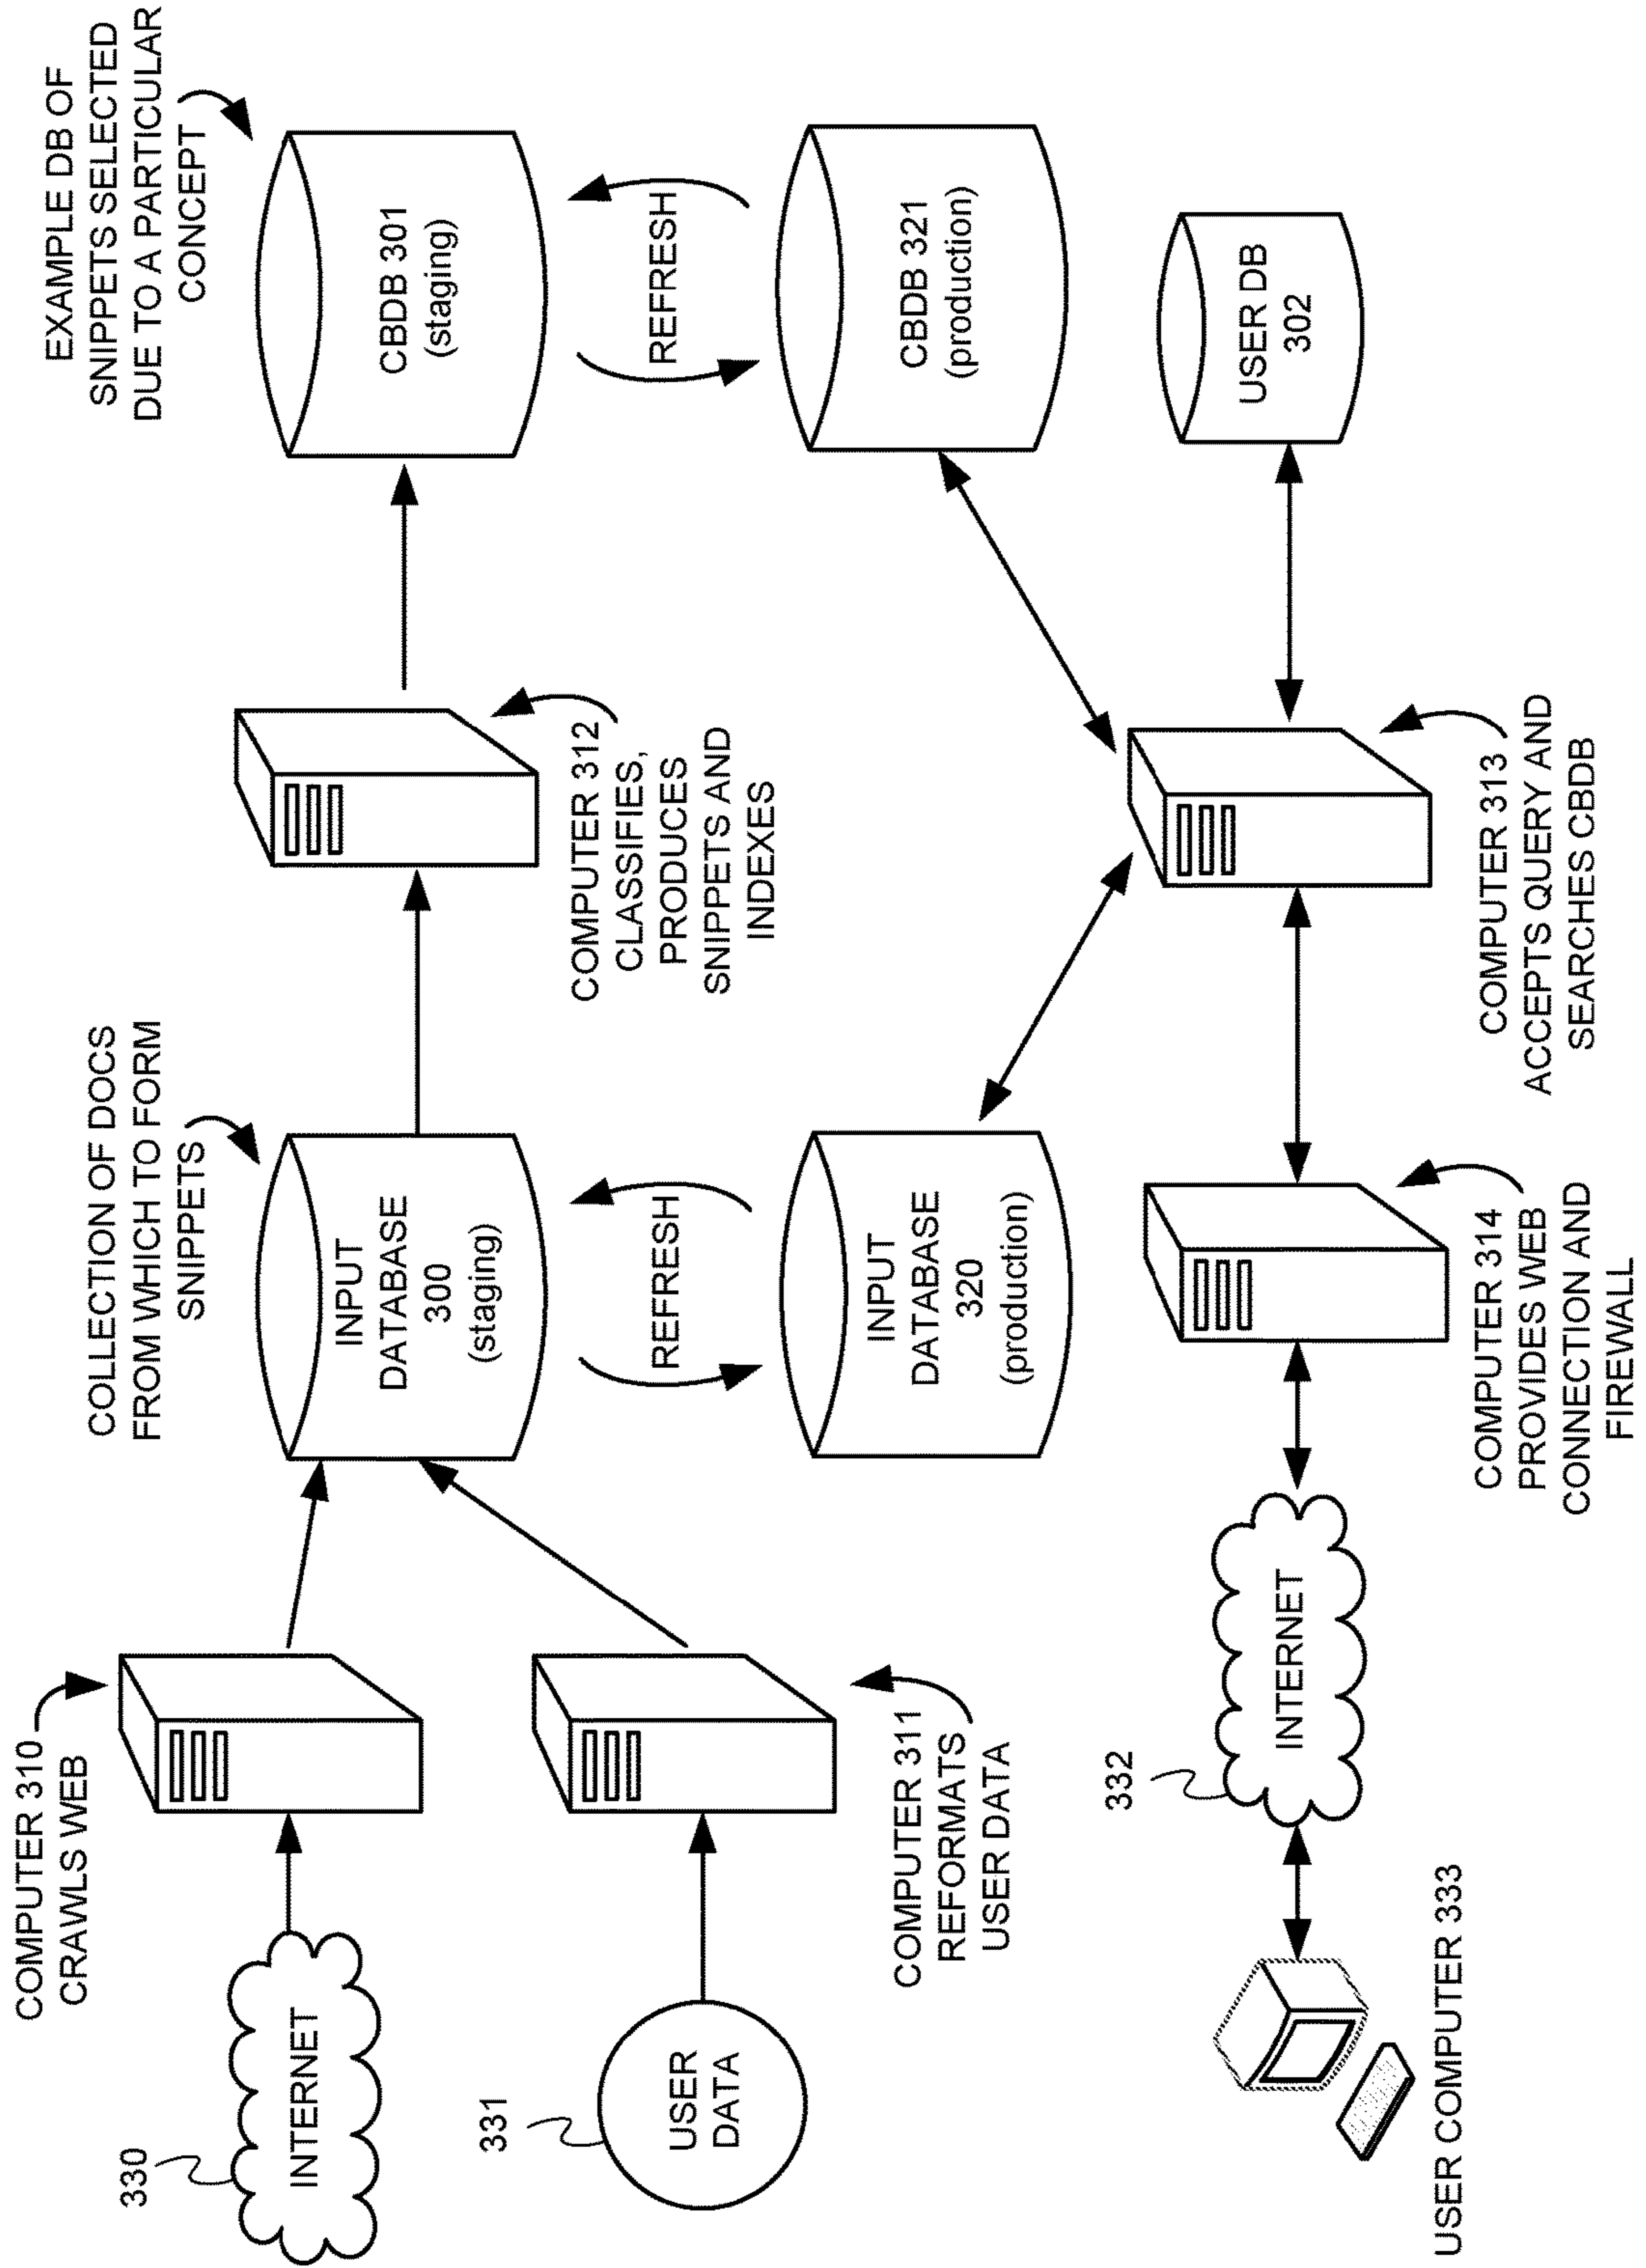 COMPUTER 310
CRAWLS WEB
330
INTERNET
331
USER
DATA
COMPUTER 311
REFORMATS
USER DATA
COLLECTION OF DOCS
FROM WHICH TO FORM
SNIPPETS
INPUT
DATABASE
300
(staging)
REFRESH
INPUT
DATABASE
320
(production)
COMPUTER 312
CLASSIFIES,
PRODUCES
SNIPPETS AND
INDEXES
EXAMPLE DB OF
SNIPPETS SELECTED
DUE TO A PARTICULAR
CONCEPT
CBDB 301
(staging)
REFRESH
CBDB 321
(production)
USER DB
302
332
INTERNET
USER COMPUTER 333
COMPUTER 314
PROVIDES WEB
CONNECTION AND
FIREWALL
COMPUTER 313
ACCEPTS QUERY AND
SEARCHES CBDB